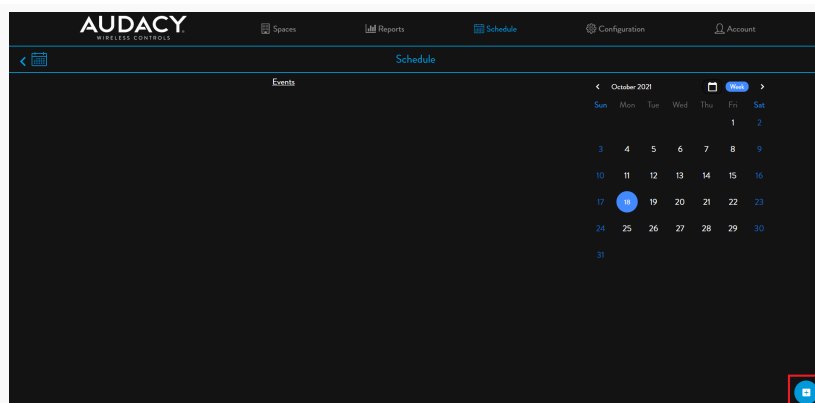 AUDACY.
WIRELESS CONTROLS
Spaces
Reports
Schedule
Configuration
Account
Schedule
Events
October 2021
Week
Sun Mon Tue Wed Thu Fri Sat
1 2
3 4 5 6 7 8 9
10 11 12 13 14 15 16
17 18 19 20 21 22 23
24 25 26 27 28 29 30
31